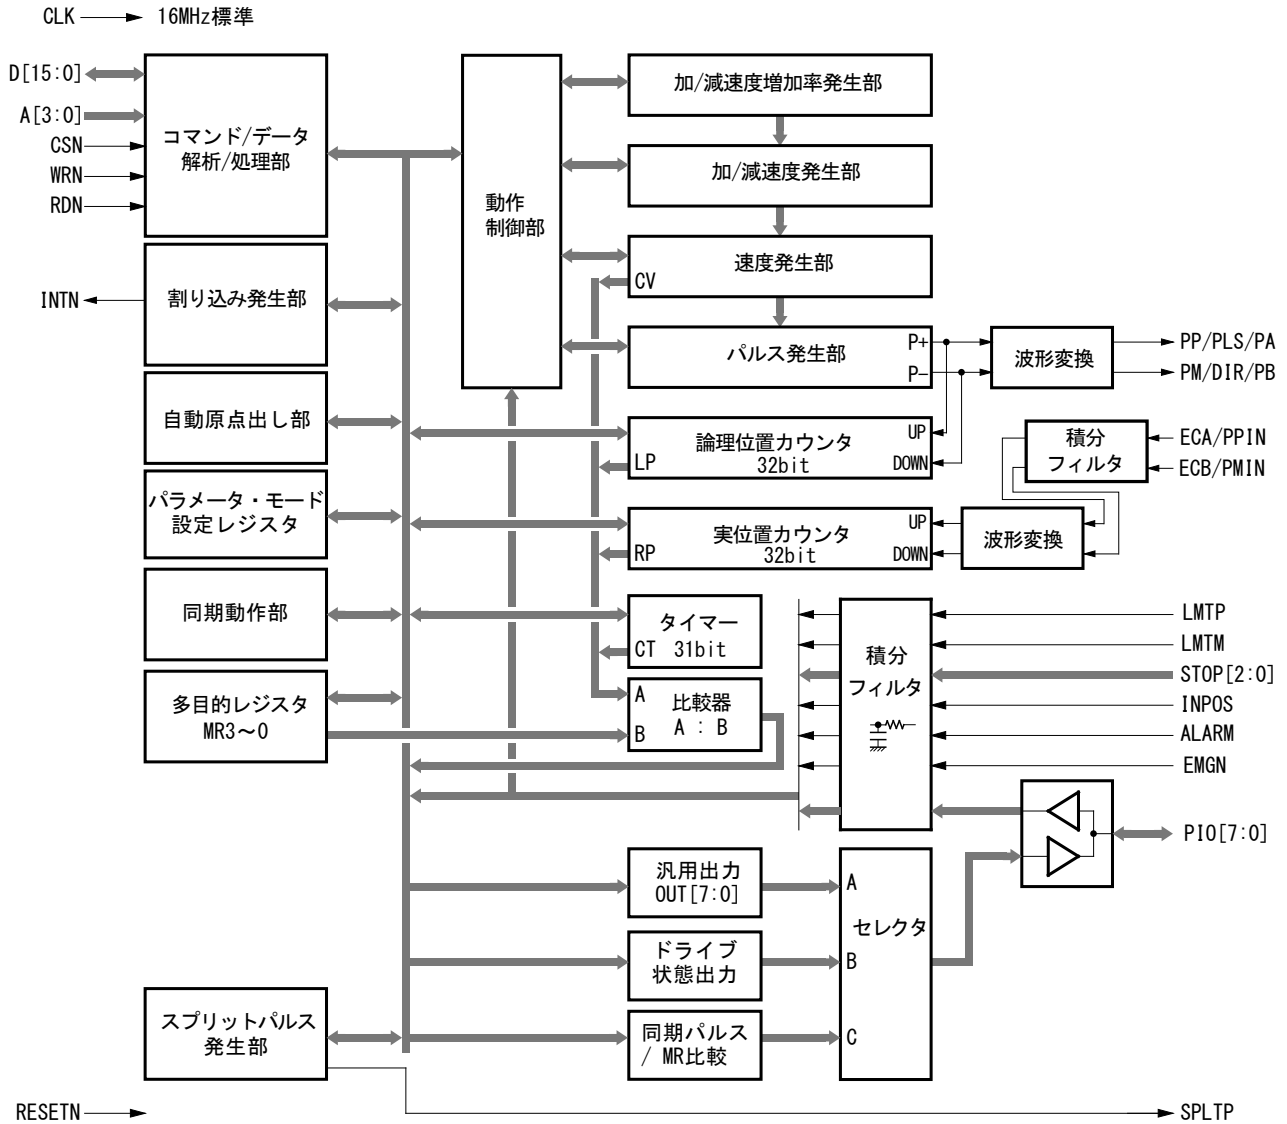 CLK
16MHz標準
D[15:0]
A[3:0]
CSN
WRN
RDN
コマンド/データ
解析/処理部
INTN
割り込み発生部
自動原点出し部
パラメータ・モード
設定レジスタ
同期動作部
多目的レジスタ
MR3～0
スプリットパルス
発生部
RESETN
動作
制御部
加/減速度増加率発生部
加/減速度発生部
速度発生部
CV
パルス発生部
P+
P-
波形変換
PP/PLS/PA
PM/DIR/PB
論理位置カウンタ
32bit
UP
DOWN
LP
積分
フィルタ
ECA/PPIN
ECB/PMIN
実位置カウンタ
32bit
UP
DOWN
RP
波形変換
タイマー
CT 31bit
A
B
比較器
A : B
積分
フィルタ
LMTP
LMTM
STOP[2:0]
INPOS
ALARM
EMGN
PIO[7:0]
汎用出力
OUT[7:0]
ドライブ
状態出力
同期パルス
/ MR比較
A
B
C
セレクタ
SPLTP